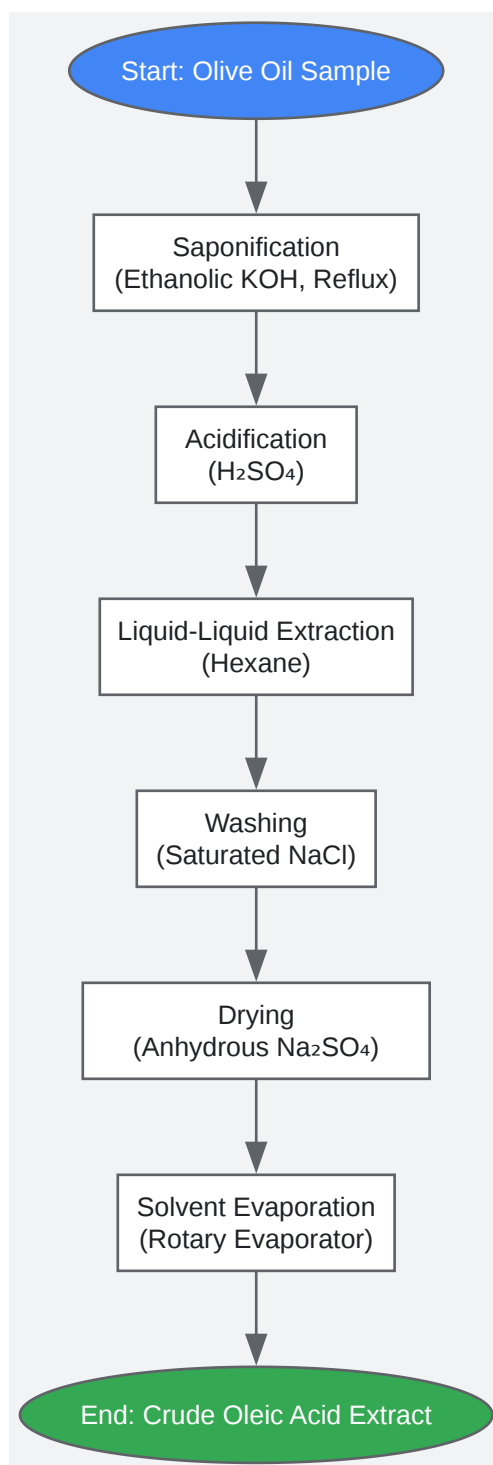 Start: Olive Oil Sample
Saponification
(Ethanolic KOH, Reflux)
Acidification
(H₂SO₄)
Liquid-Liquid Extraction
(Hexane)
Washing
(Saturated NaCl)
Drying
(Anhydrous Na₂SO₄)
Solvent Evaporation
(Rotary Evaporator)
End: Crude Oleic Acid Extract